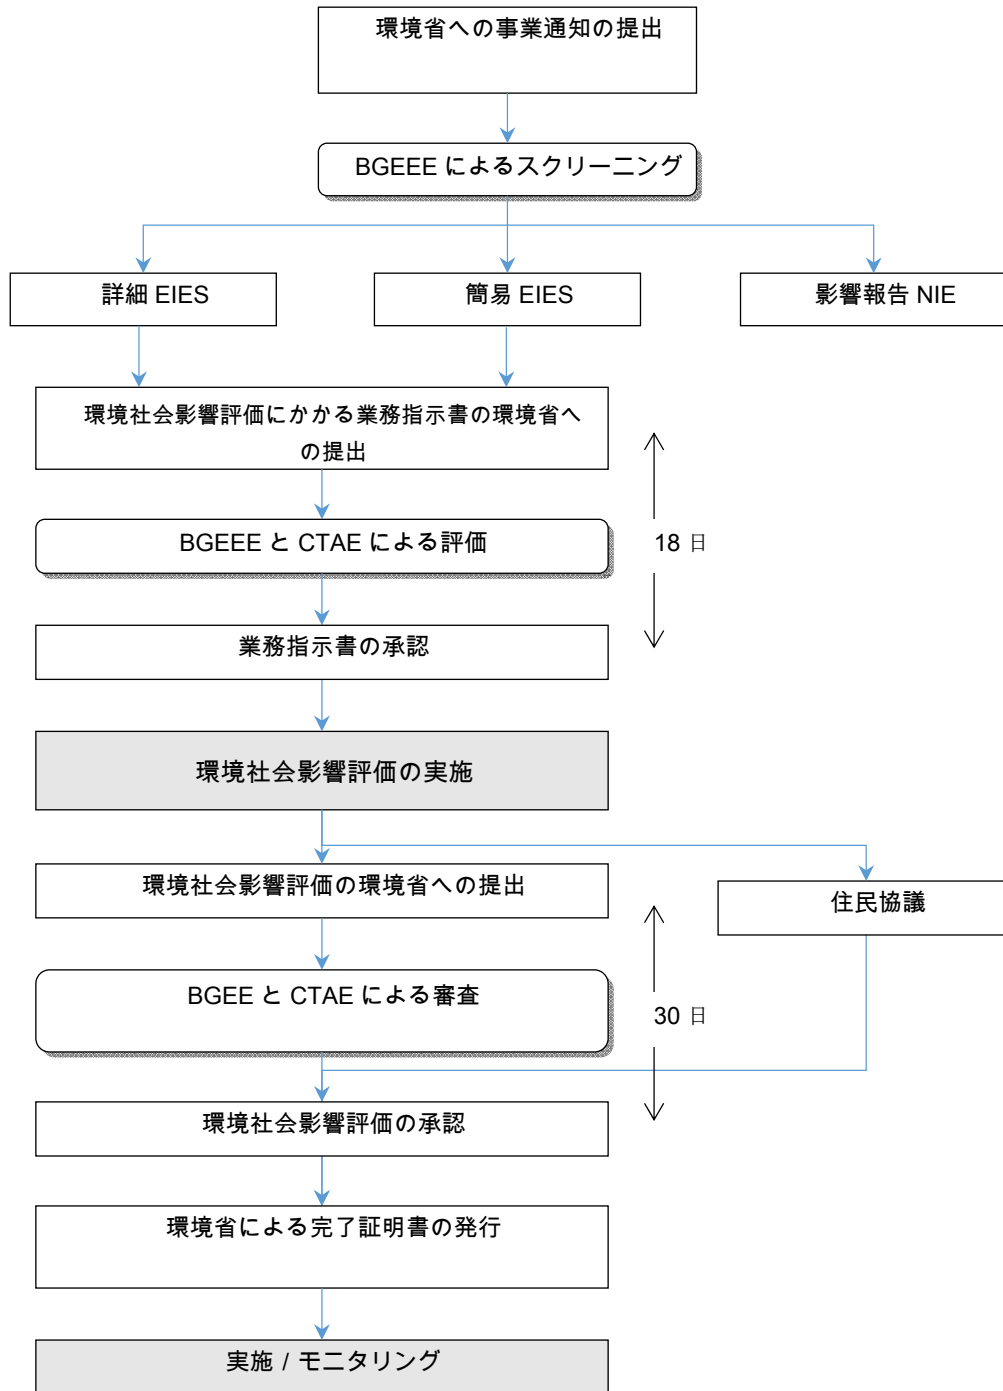 環境省への事業通知の提出
BGEEE によるスクリーニング
詳細 EIES
簡易 EIES
影響報告 NIE
環境社会影響評価にかかる業務指示書の環境省へ
の提出
BGEEE と CTAE による評価
18 日
業務指示書の承認
環境社会影響評価の実施
環境社会影響評価の環境省への提出
住民協議
BGEE と CTAE による審査
30 日
環境社会影響評価の承認
環境省による完了証明書の発行
実施 / モニタリング